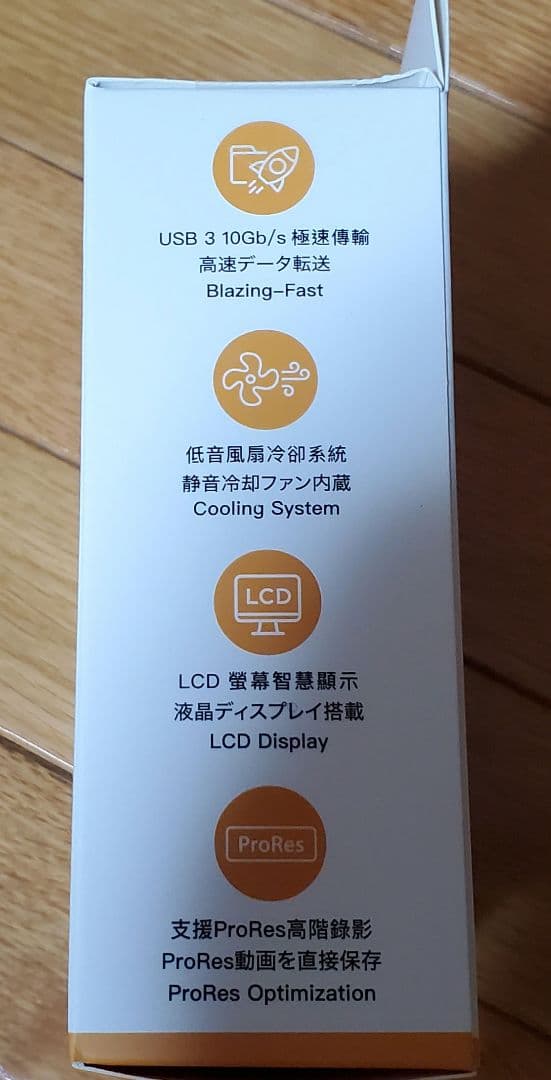 USB 3 10Gb/s 極速傳輸
高速データ転送
Blazing-Fast
低音風扇冷卻系統
静音冷却ファン内蔵
Cooling System
LCD
LCD 螢幕智慧顯示
液晶ディスプレイ搭載
LCD Display
ProRes
支援ProRes高階錄影
ProRes動画を直接保存
ProRes Optimization